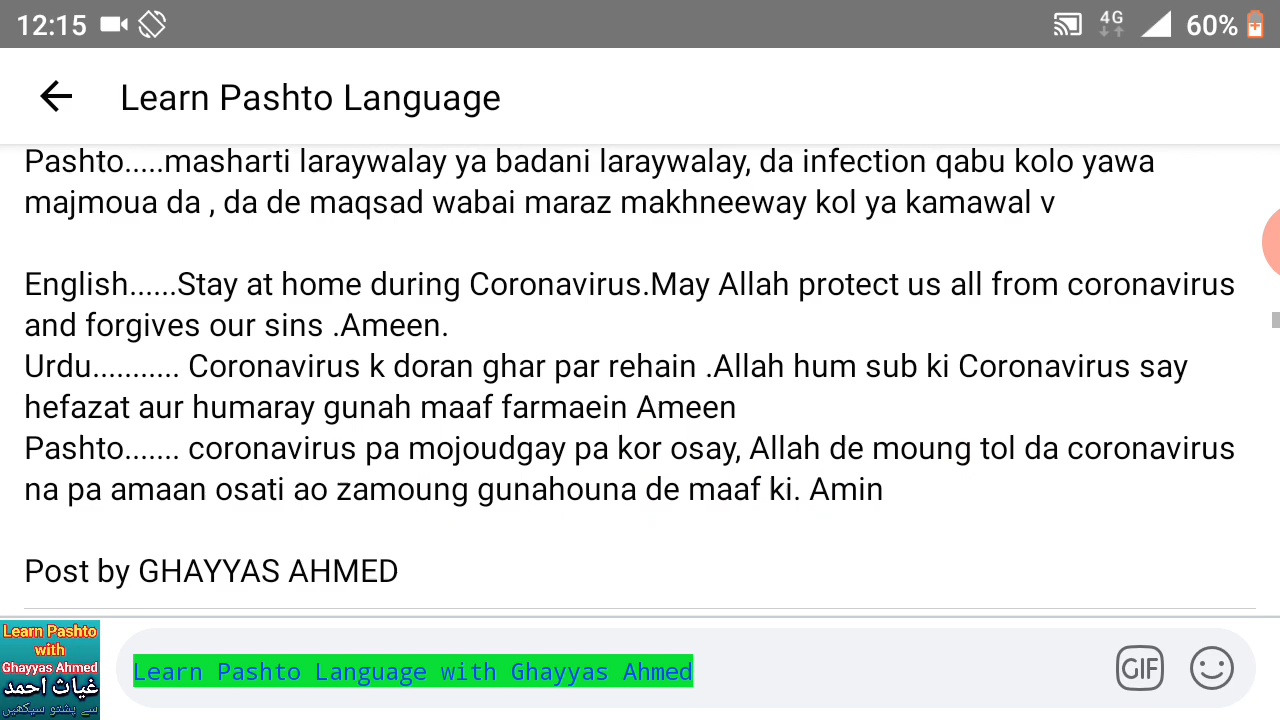 12:15 4G 60%
Learn Pashto Language
Pashto.....masharti laraywalay ya badani laraywalay, da infection qabu kolo yawa
majmoua da , da de maqsad wabai maraz makhneeway kol ya kamawal v
English......Stay at home during Coronavirus.May Allah protect us all from coronavirus
and forgives our sins .Ameen.
Urdu........... Coronavirus k doran ghar par rehain .Allah hum sub ki Coronavirus say
hefazat aur humaray gunah maaf farmaein Ameen
Pashto....... coronavirus pa mojoudgay pa kor osay, Allah de moung tol da coronavirus
na pa amaan osati ao zamoung gunahouna de maaf ki. Amin
Post by GHAYYAS AHMED
Learn Pashto
with
Ghayyas Ahmed
غیاث احمد
سے پشتو سیکھیں
Learn Pashto Language with Ghayyas Ahmed
GIF